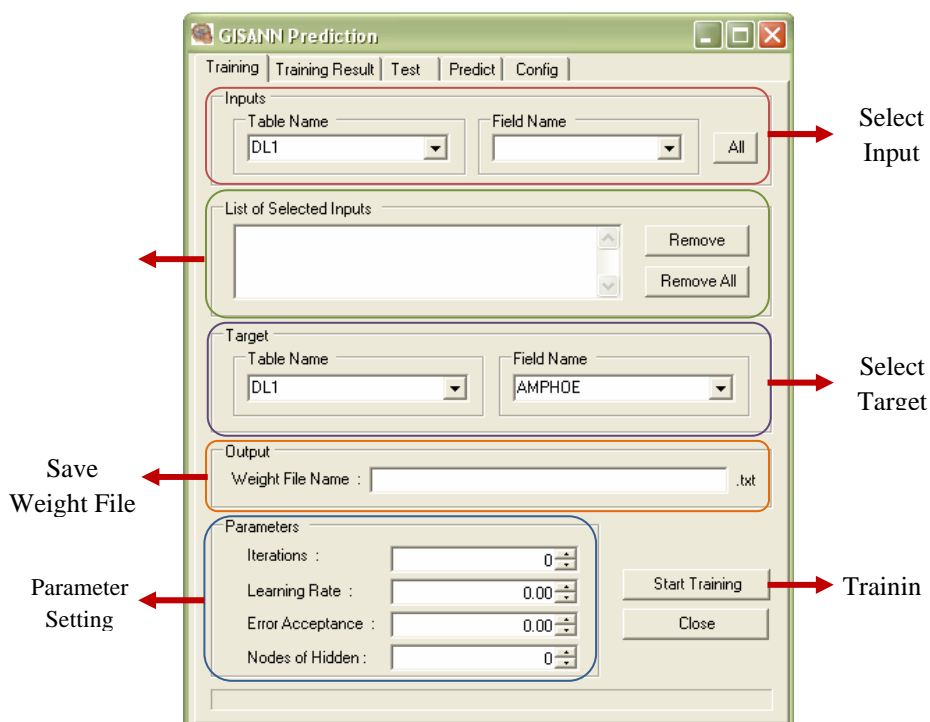 GISANN Prediction
Training Training Result Test Predict Config
Inputs
Table Name Field Name
DL1 All
Select
Input
List of Selected Inputs
Remove
Remove All
Target
Table Name Field Name
DL1 AMPHOE
Select
Target
Output
Weight File Name : .txt
Save
Weight File
Parameters
Iterations : 0
Learning Rate : 0.00
Error Acceptance : 0.00
Nodes of Hidden : 0
Parameter
Setting
Start Training
Close
Trainin